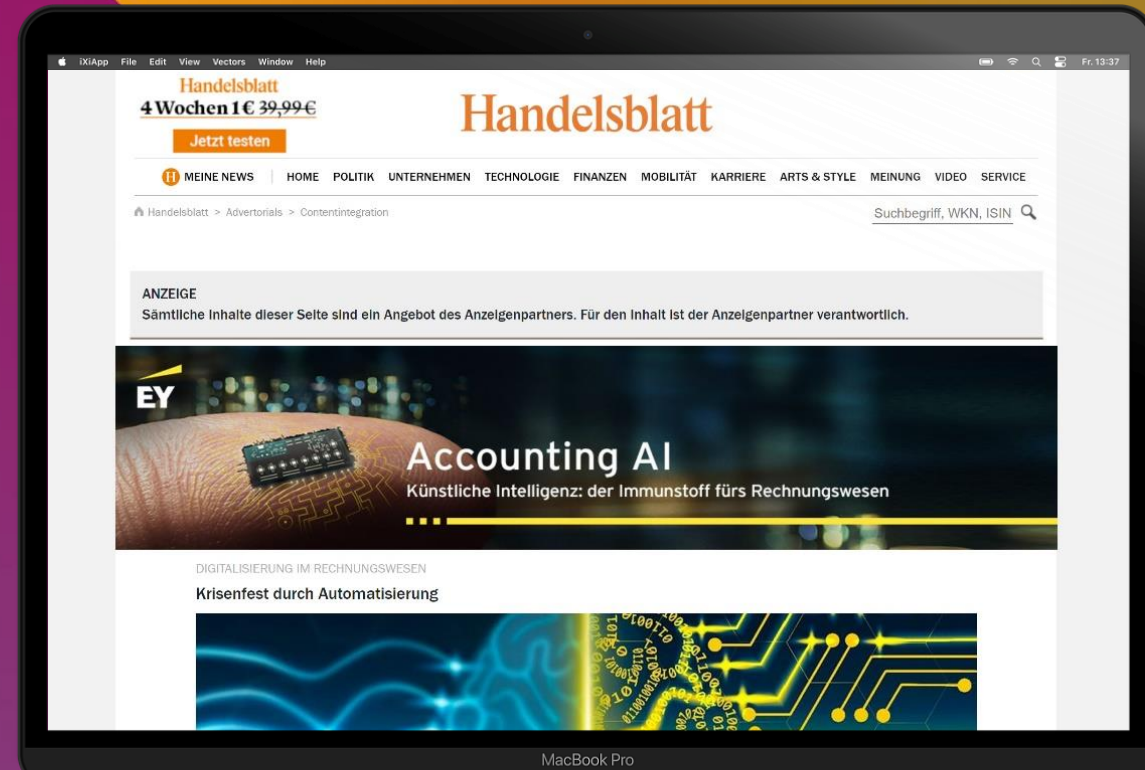 iXiApp File Edit View Vectors Window Help Fr. 13:37
Handelsblatt
4 Wochen 1 € 39,99 €
Jetzt testen
Handelsblatt
H MEINE NEWS HOME POLITIK UNTERNEHMEN TECHNOLOGIE FINANZEN MOBILITÄT KARRIERE ARTS & STYLE MEINUNG VIDEO SERVICE
Handelsblatt > Advertorials > Contentintegration
Suchbegriff, WKN, ISIN
ANZEIGE
Sämtliche Inhalte dieser Seite sind ein Angebot des Anzeigenpartners. Für den Inhalt ist der Anzeigenpartner verantwortlich.
EY
Accounting AI
Künstliche Intelligenz: der Immunstoff fürs Rechnungswesen
DIGITALISIERUNG IM RECHNUNGSWESEN
Krisenfest durch Automatisierung
MacBook Pro